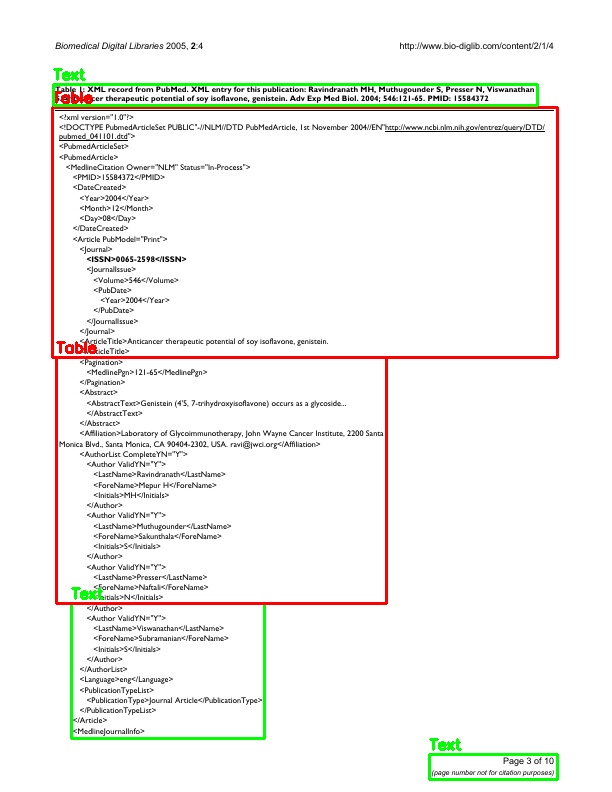 Biomedical Digital Libraries 2005, 2:4 http://www.bio-diglib.com/content/2/1/4
Text
Table 1: XML record from PubMed. XML entry for this publication: Ravindranath MH, Muthugounder S, Presser N, Viswanathan
Table
cancer therapeutic potential of soy isoflavone, genistein. Adv Exp Med Biol. 2004; 546:121-65. PMID: 15584372
<?xml version="1.0"?>
<!DOCTYPE PubmedArticleSet PUBLIC"-//NLM//DTD PubMedArticle, 1st November 2004//EN"http://www.ncbi.nlm.nih.gov/entrez/query/DTD/
pubmed_041101.dtd">
<PubmedArticleSet>
<PubmedArticle>
<MedlineCitation Owner="NLM" Status="In-Process">
<PMID>15584372</PMID>
<DateCreated>
<Year>2004</Year>
<Month>12</Month>
<Day>08</Day>
</DateCreated>
<Article PubModel="Print">
<Journal>
<ISSN>0065-2598</ISSN>
<JournalIssue>
<Volume>546</Volume>
<PubDate>
<Year>2004</Year>
</PubDate>
</JournalIssue>
</Journal>
<ArticleTitle>Anticancer therapeutic potential of soy isoflavone, genistein.
Table
ArticleTitle>
<Pagination>
<MedlinePgn>121-65</MedlinePgn>
</Pagination>
<Abstract>
<AbstractText>Genistein (4'S, 7-trihydroxyisoflavone) occurs as a glycoside...
</AbstractText>
</Abstract>
<Affiliation>Laboratory of Glycoimmunotherapy, John Wayne Cancer Institute, 2200 Santa
Monica Blvd., Santa Monica, CA 90404-2302, USA. ravi@jwci.org</Affiliation>
<AuthorList CompleteYN="Y">
<Author ValidYN="Y">
<LastName>Ravindranath</LastName>
<ForeName>Mepur H</ForeName>
<Initials>MH</Initials>
</Author>
<Author ValidYN="Y">
<LastName>Muthugounder</LastName>
<ForeName>Sakunthala</ForeName>
<Initials>S</Initials>
</Author>
<Author ValidYN="Y">
<LastName>Presser</LastName>
<ForeName>Naftali</ForeName>
Text
Initials>N</Initials>
</Author>
<Author ValidYN="Y">
<LastName>Viswanathan</LastName>
<ForeName>Subramanian</ForeName>
<Initials>S</Initials>
</Author>
</AuthorList>
<Language>eng</Language>
<PublicationTypeList>
<PublicationType>Journal Article</PublicationType>
</PublicationTypeList>
</Article>
<MedlineJournalInfo>
Text
Page 3 of 10
(page number not for citation purposes)